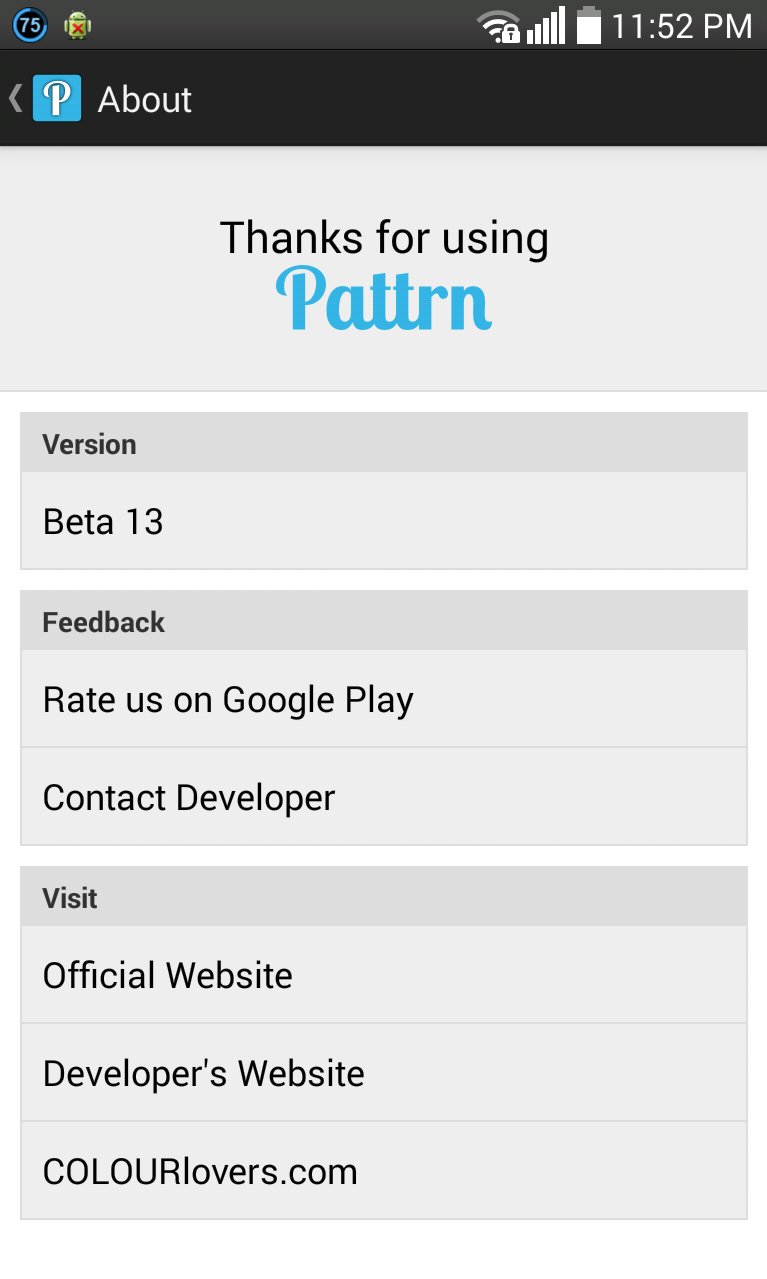 75 11:52 PM
P About
Thanks for using
Pattrn
Version
Beta 13
Feedback
Rate us on Google Play
Contact Developer
Visit
Official Website
Developer's Website
COLOURlovers.com